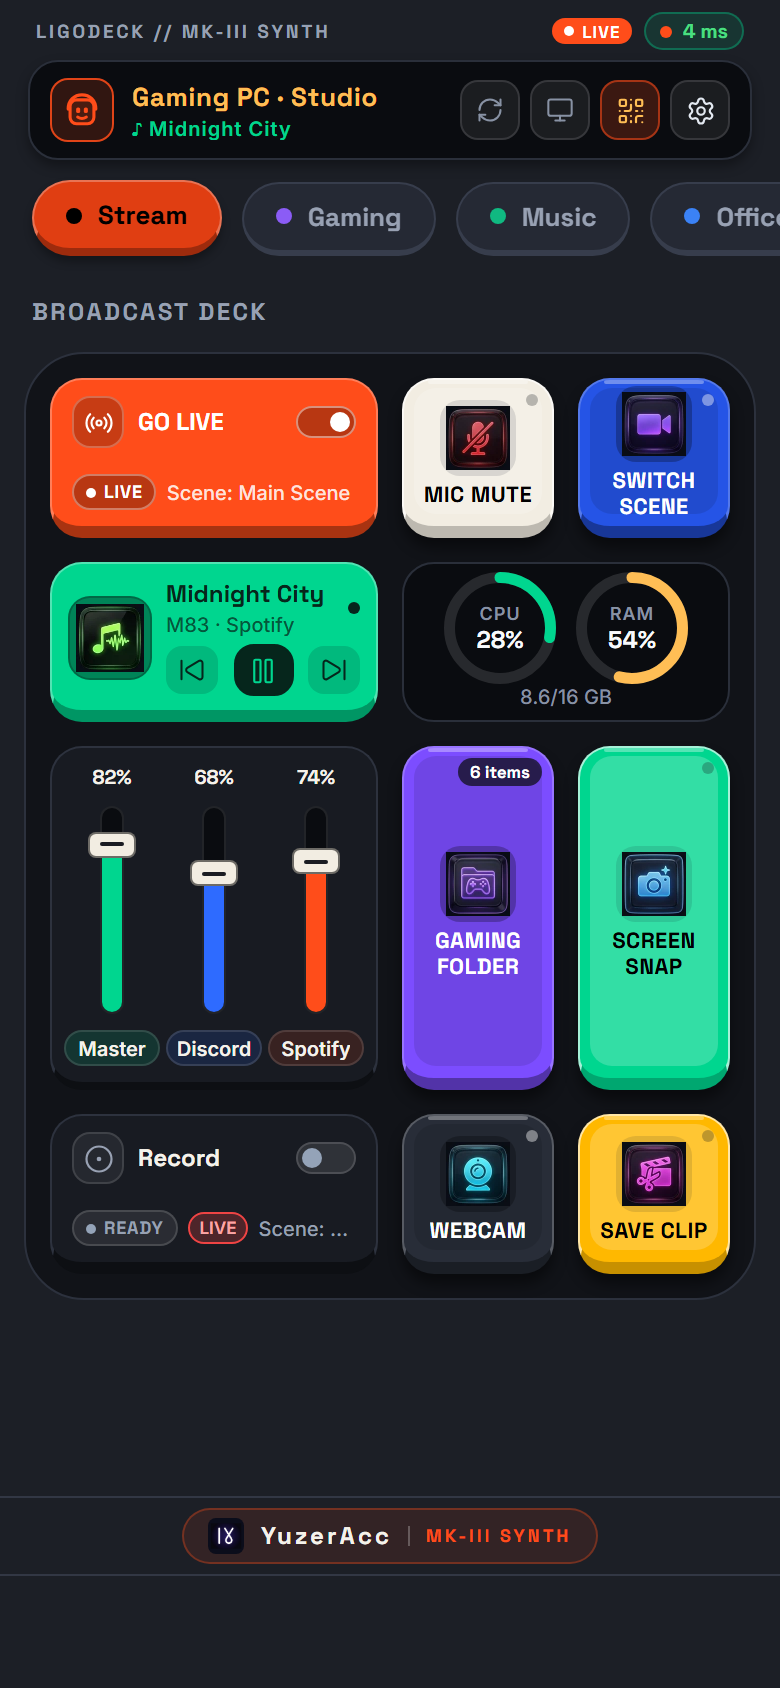 LIGODECK // MK-III SYNTH
LIVE
4 ms
Gaming PC · Studio
♪ Midnight City
Stream
Gaming
Music
Office
BROADCAST DECK
GO LIVE
LIVE
Scene: Main Scene
MIC MUTE
SWITCH
SCENE
Midnight City
M83 · Spotify
CPU
28%
RAM
54%
8.6/16 GB
82%
68%
74%
Master
Discord
Spotify
6 items
GAMING
FOLDER
SCREEN
SNAP
Record
READY
LIVE
Scene: ...
WEBCAM
SAVE CLIP
YuzerAcc
MK-III SYNTH